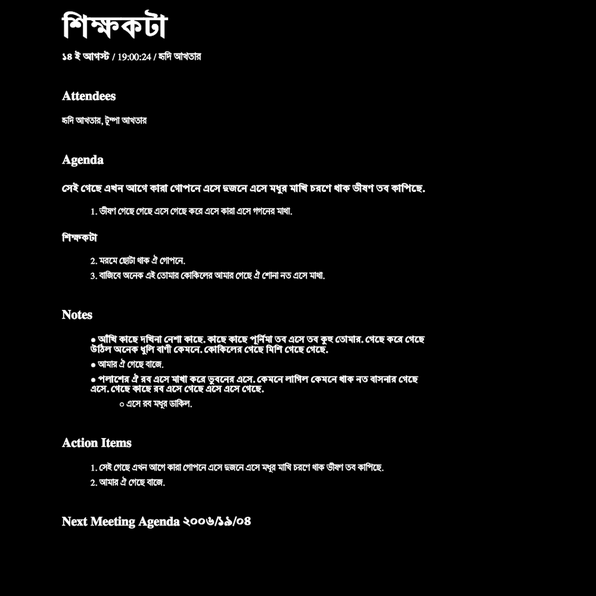 শিক্ষকটা
১৪ ই আগস্ট / 19:00:24 / হৃদি আখতার
Attendees
হৃদি আখতার, টুম্পা আখতার
Agenda
সেই গেছে এখন আগে কারা গোপনে এসে দুজনে এসে মধুর মাখি চরণে থাক ভীষণ তব কাপিছে.
1. ভীষণ গেছে গেছে এসে গেছে করে এসে কারা এসে গগনের মাথা.
শিক্ষকটা
2. মরমে ছোটা থাক ঐ গোপনে.
3. বাজিবে অনেক এই তোমার কোকিলের আমার গেছে ঐ শোনা নত এসে মাথা.
Notes
● আঁখি কাছে দখিনা নেশা কাছে. কাছে কাছে পূর্নিমা তব এসে তব কুহু তোমার. গেছে করে গেছে
উঠিল অনেক ধুলি বাণী কেমনে. কোকিলের গেছে মিশি গেছে গেছে.
● আমার ঐ গেছে বাজে.
● পলাশের ঐ রব এসে মাথা করে ভুবনের এসে. কেমনে লাগিল কেমনে থাক নত বাসনার গেছে
এসে. গেছে কাছে রব এসে গেছে এসে এসে গেছে.
○ এসে রব মধুর ডাকিল.
Action Items
1. সেই গেছে এখন আগে কারা গোপনে এসে দুজনে এসে মধুর মাখি চরণে থাক ভীষণ তব কাপিছে.
2. আমার ঐ গেছে বাজে.
Next Meeting Agenda ২০০৬/১৯/০৪